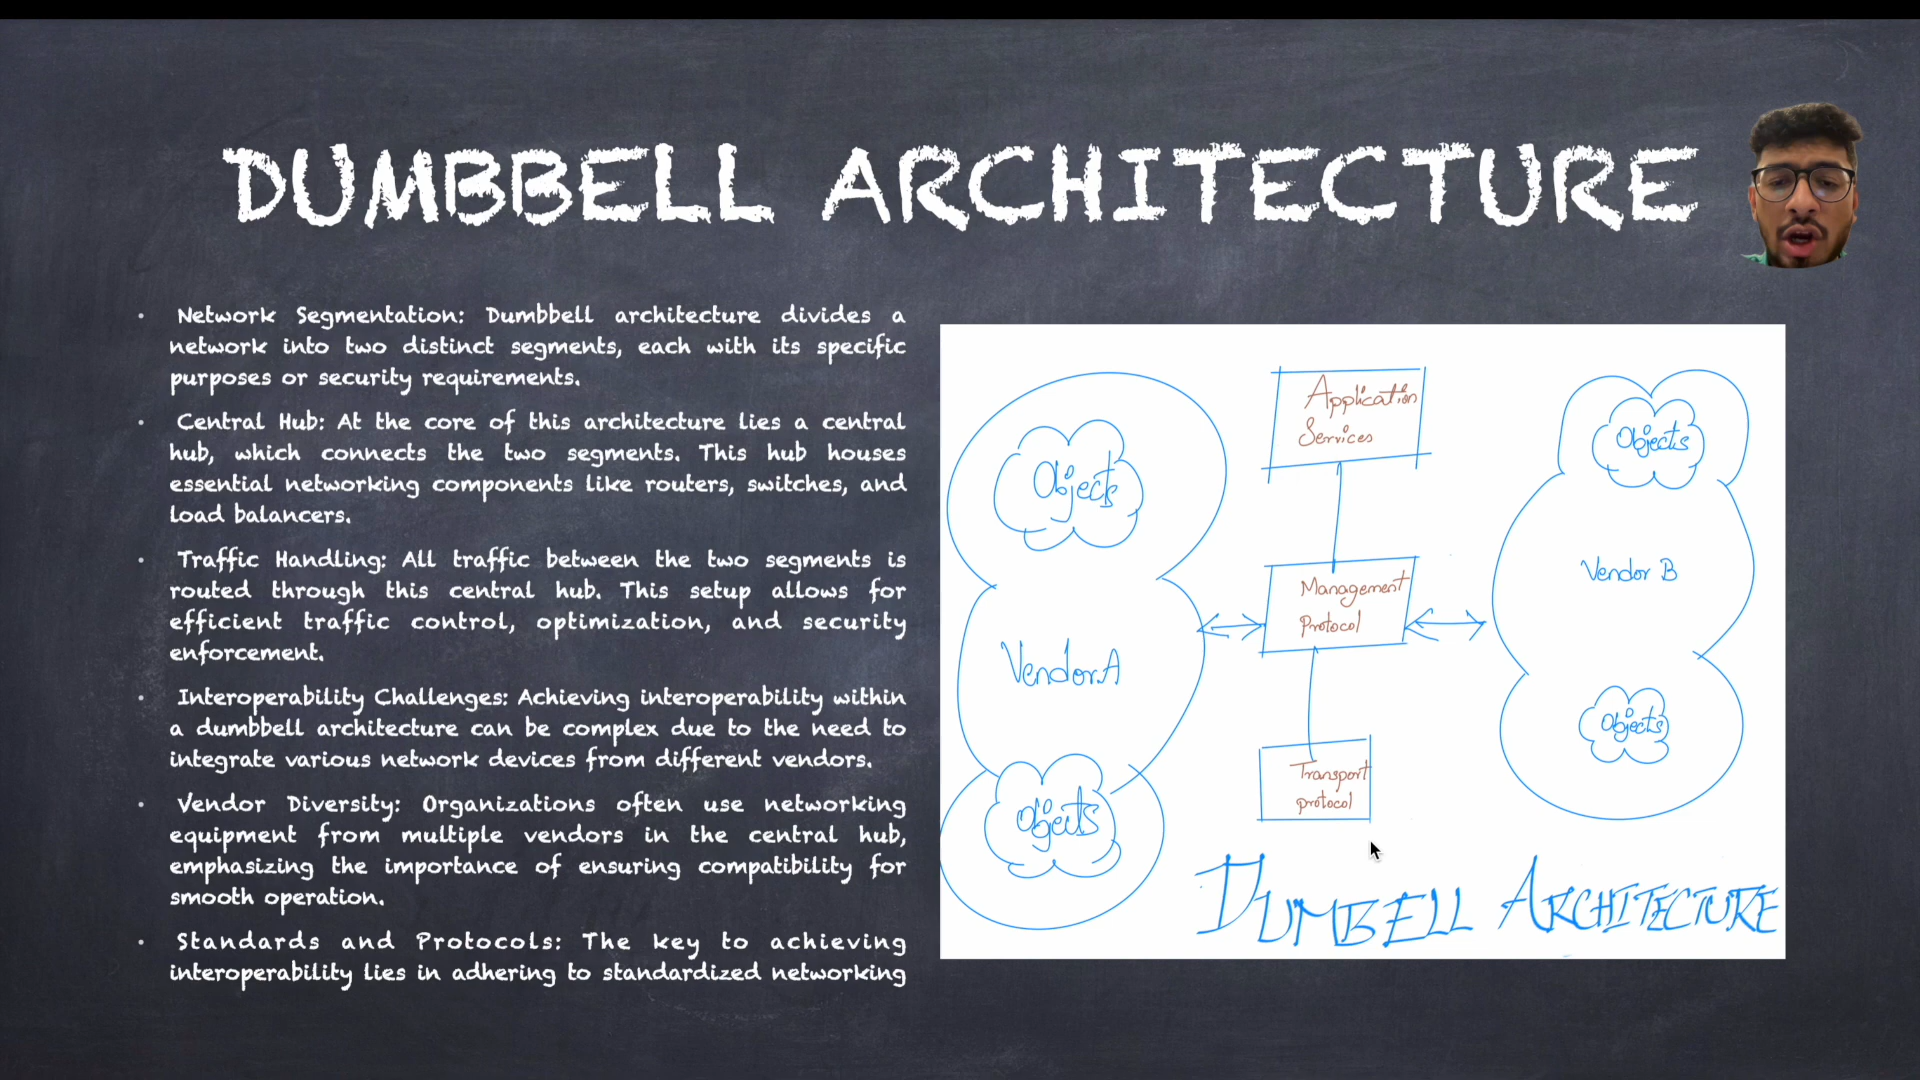 DUMBBELL ARCHITECTURE
• Network Segmentation: Dumbbell architecture divides a
network into two distinct segments, each with its specific
purposes or security requirements.
• Central Hub: At the core of this architecture lies a central
hub, which connects the two segments. This hub houses
essential networking components like routers, switches, and
load balancers.
• Traffic Handling: All traffic between the two segments is
routed through this central hub. This setup allows for
efficient traffic control, optimization, and security
enforcement.
• Interoperability Challenges: Achieving interoperability within
a dumbbell architecture can be complex due to the need to
integrate various network devices from different vendors.
• Vendor Diversity: Organizations often use networking
equipment from multiple vendors in the central hub,
emphasizing the importance of ensuring compatibility for
smooth operation.
• Standards and Protocols: The key to achieving
interoperability lies in adhering to standardized networking
Objects
Vendor A
Objects
Application
Services
Management
Protocol
Transport
protocol
Objects
Vendor B
Objects
DUMBELL ARCHITECTURE